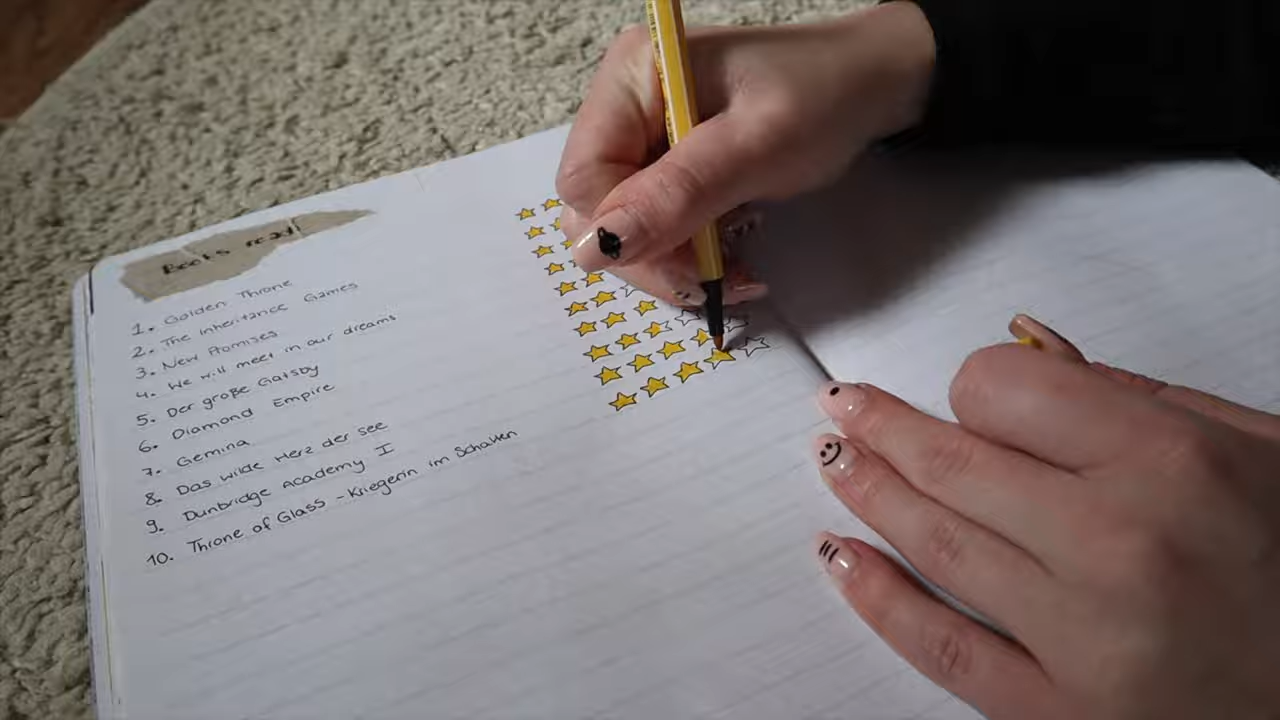 Books read
1. Golden Throne
2. The Inheritance Games
3. New Promises
4. We will meet in our dreams
5. Der große Gatsby
6. Diamond Empire
7. Gemina
8. Das wilde Herz der see
9. Dunbridge Academy I
10. Throne of Glass - Kriegerin im Schatten